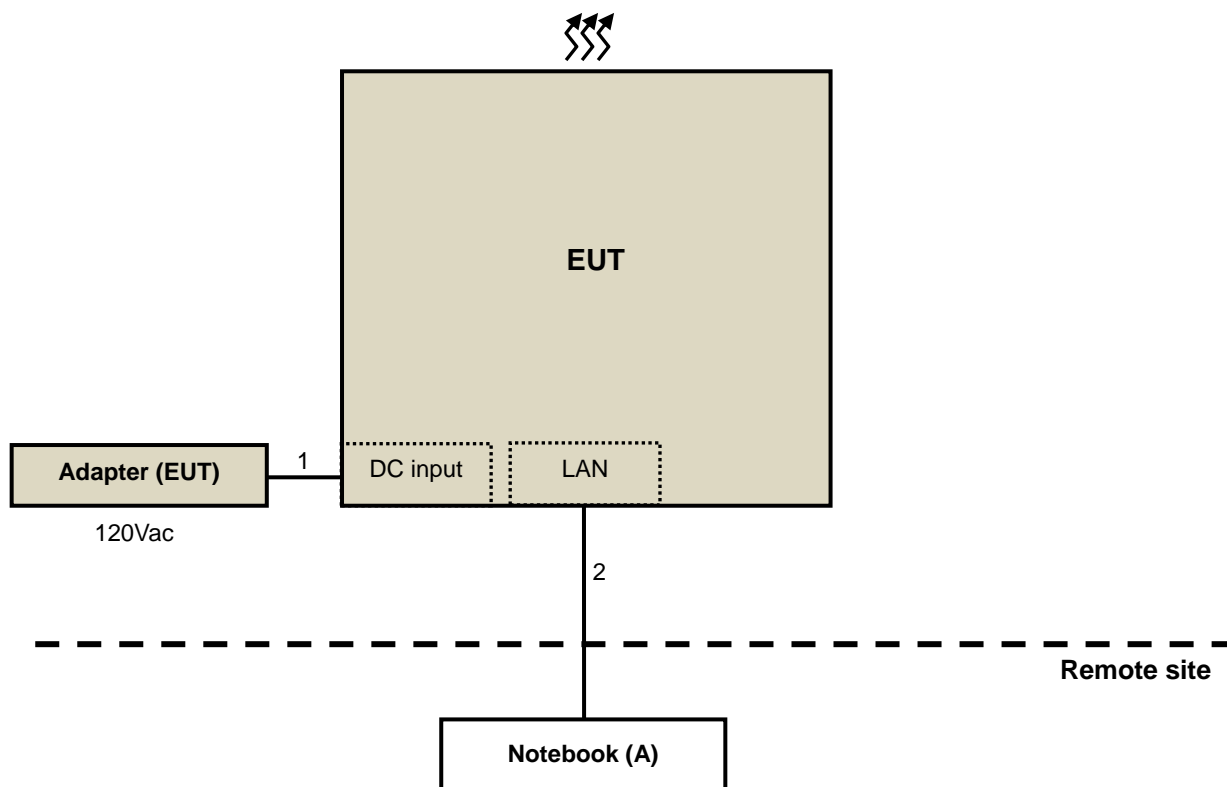 EUT
Adapter (EUT)
1
DC input
LAN
120Vac
2
Remote site
Notebook (A)